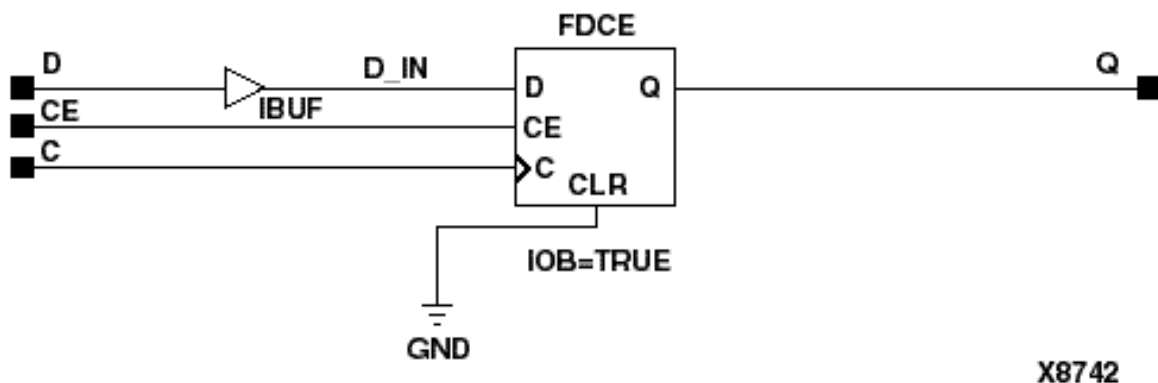 FDCE
D
D_IN
Q
D
Q
IBUF
CE
CE
C
C
CLR
IOB=TRUE
GND
X8742